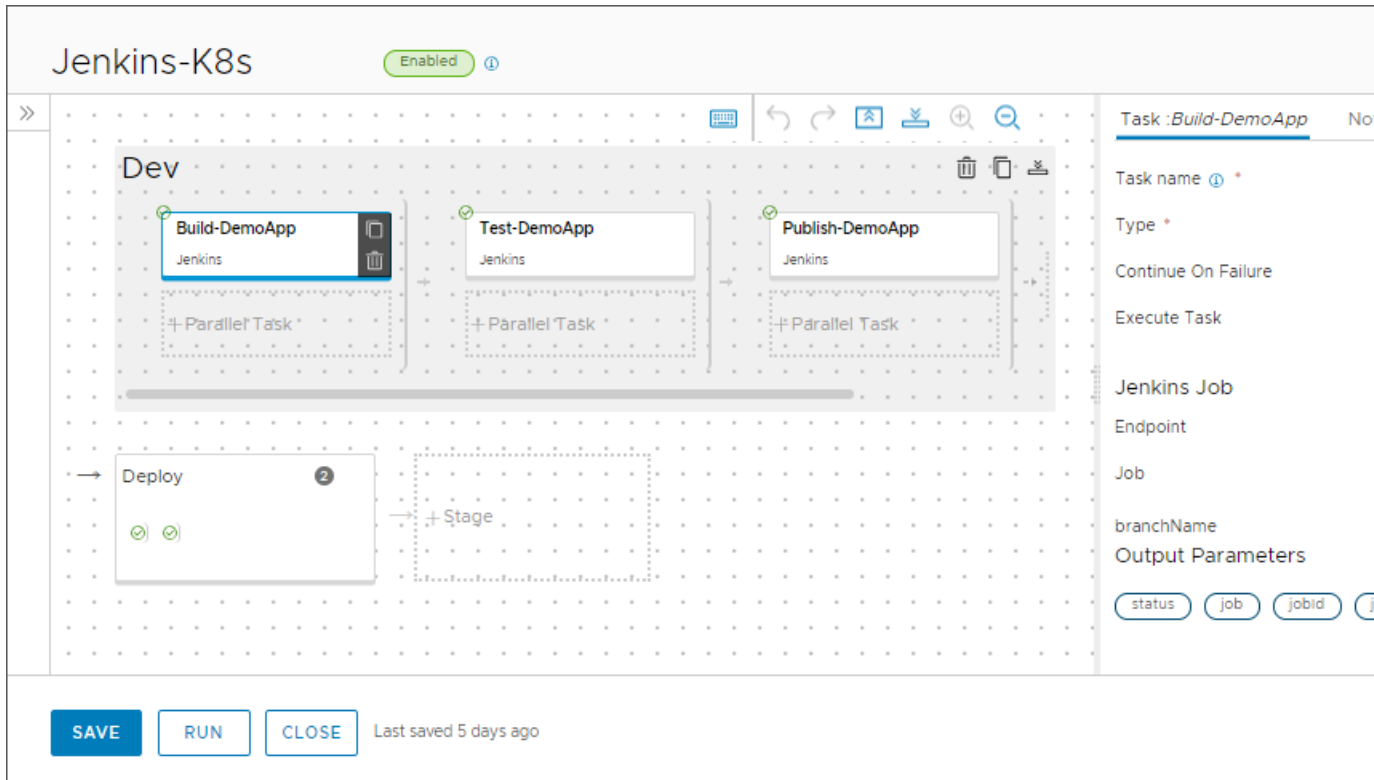 Jenkins-K8s
Enabled
Task :Build-DemoApp
Dev
Task name *
Type *
Continue On Failure
Execute Task
Build-DemoApp
Jenkins
Test-DemoApp
Jenkins
Publish-DemoApp
Jenkins
+ Parallel Task
+ Parallel Task
+ Parallel Task
Jenkins Job
Endpoint
Job
branchName
Output Parameters
status
job
jobId
Deploy
2
+ Stage
SAVE
RUN
CLOSE
Last saved 5 days ago